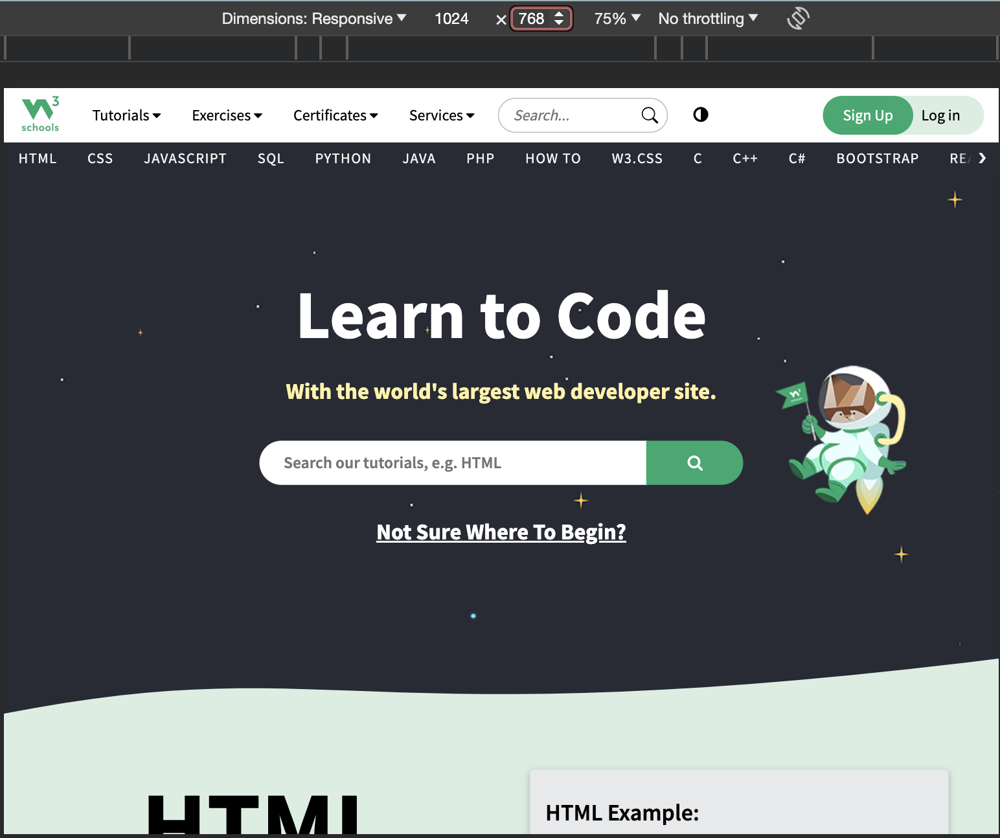 Dimensions: Responsive 1024 × 768 75% No throttling
W3 schools Tutorials Exercises Certificates Services Search... Sign Up Log in
HTML CSS JAVASCRIPT SQL PYTHON JAVA PHP HOW TO W3.CSS C C++ C# BOOTSTRAP
Learn to Code
With the world's largest web developer site.
Search our tutorials, e.g. HTML
Not Sure Where To Begin?
HTML
HTML Example: